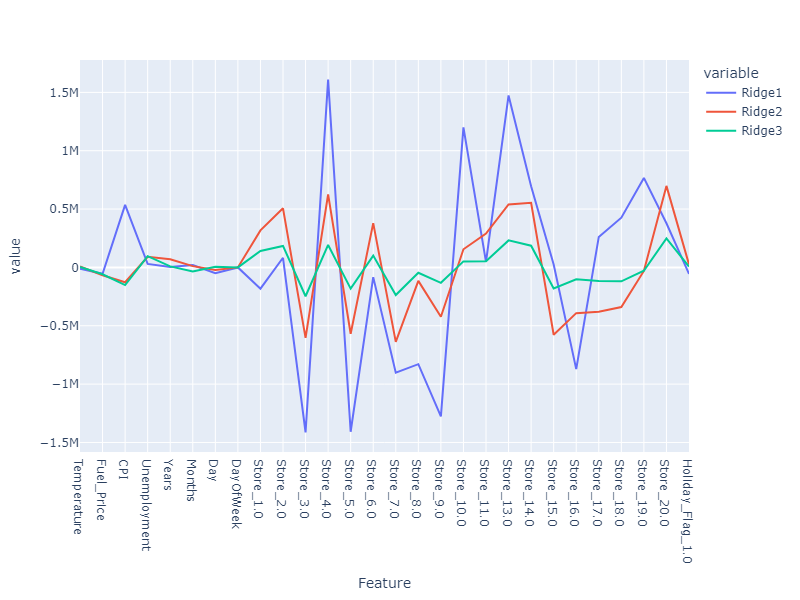 variable
Ridge1
Ridge2
Ridge3
1.5M
1M
0.5M
0
−0.5M
−1M
−1.5M
value
Temperature
Fuel_Price
CPI
Unemployment
Years
Months
Day
DayOfWeek
Store_1.0
Store_2.0
Store_3.0
Store_4.0
Store_5.0
Store_6.0
Store_7.0
Store_8.0
Store_9.0
Store_10.0
Store_11.0
Store_13.0
Store_14.0
Store_15.0
Store_16.0
Store_17.0
Store_18.0
Store_19.0
Store_20.0
Holiday_Flag_1.0
Feature